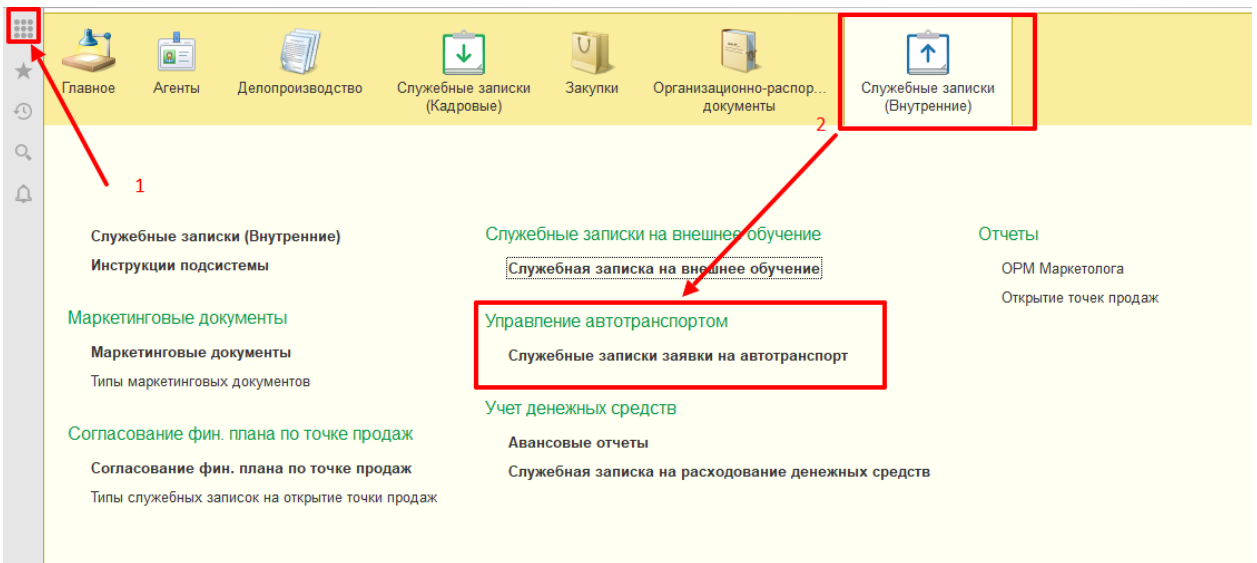 Главное
Агенты
Делопроизводство
Служебные записки
(Кадровые)
Закупки
Организационно-распор...
документы
Служебные записки
(Внутренние)
2
1
Служебные записки (Внутренние)
Инструкции подсистемы
Маркетинговые документы
Маркетинговые документы
Типы маркетинговых документов
Согласование фин. плана по точке продаж
Согласование фин. плана по точке продаж
Типы служебных записок на открытие точки продаж
Служебные записки на внешнее обучение
Служебная записка на внешнее обучение
Управление автотранспортом
Служебные записки заявки на автотранспорт
Учет денежных средств
Авансовые отчеты
Служебная записка на расходование денежных средств
Отчеты
ОРМ Маркетолога
Открытие точек продаж